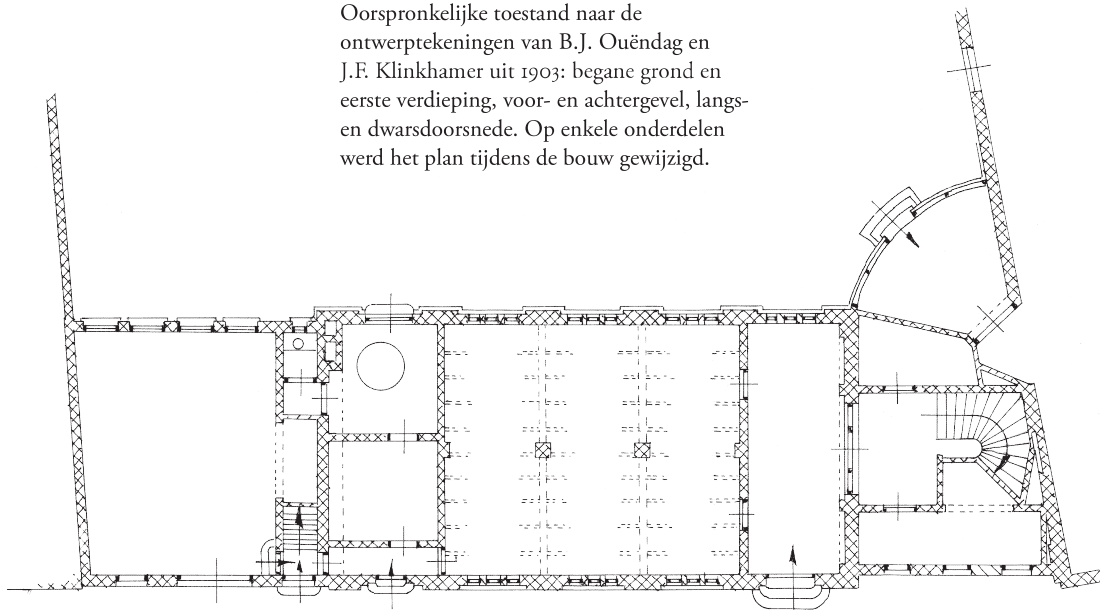 Oorspronkelijke toestand naar de
ontwerptekeningen van B.J. Ouëndag en
J.F. Klinkhamer uit 1903: begane grond en
eerste verdieping, voor- en achtergevel, langs-
en dwarsdoorsnede. Op enkele onderdelen
werd het plan tijdens de bouw gewijzigd.